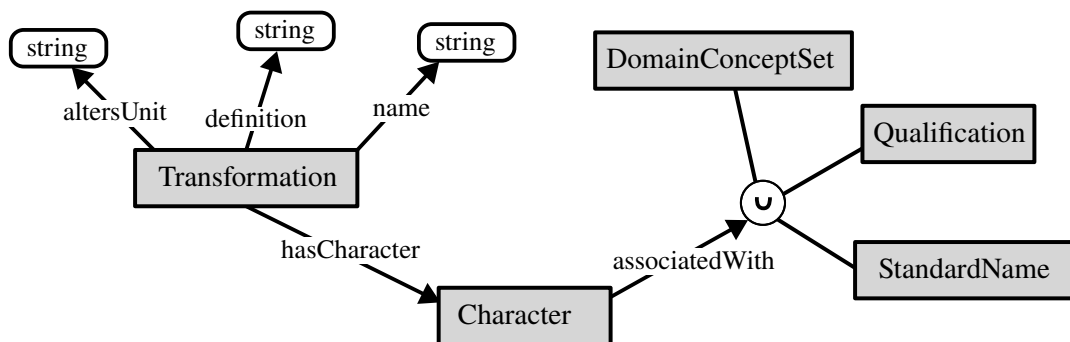 string
string
string
DomainConceptSet
altersUnit
definition
name
Qualification
Transformation
∪
hasCharacter
associatedWith
StandardName
Character